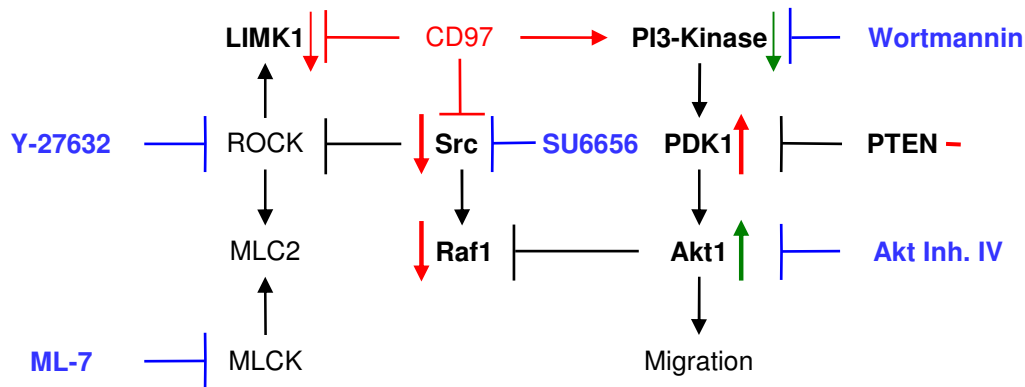 LIMK1 CD97 PI3-Kinase Wortmannin
Y-27632 ROCK Src SU6656 PDK1 PTEN
MLC2 Raf1 Akt1 Akt Inh. IV
ML-7 MLCK Migration